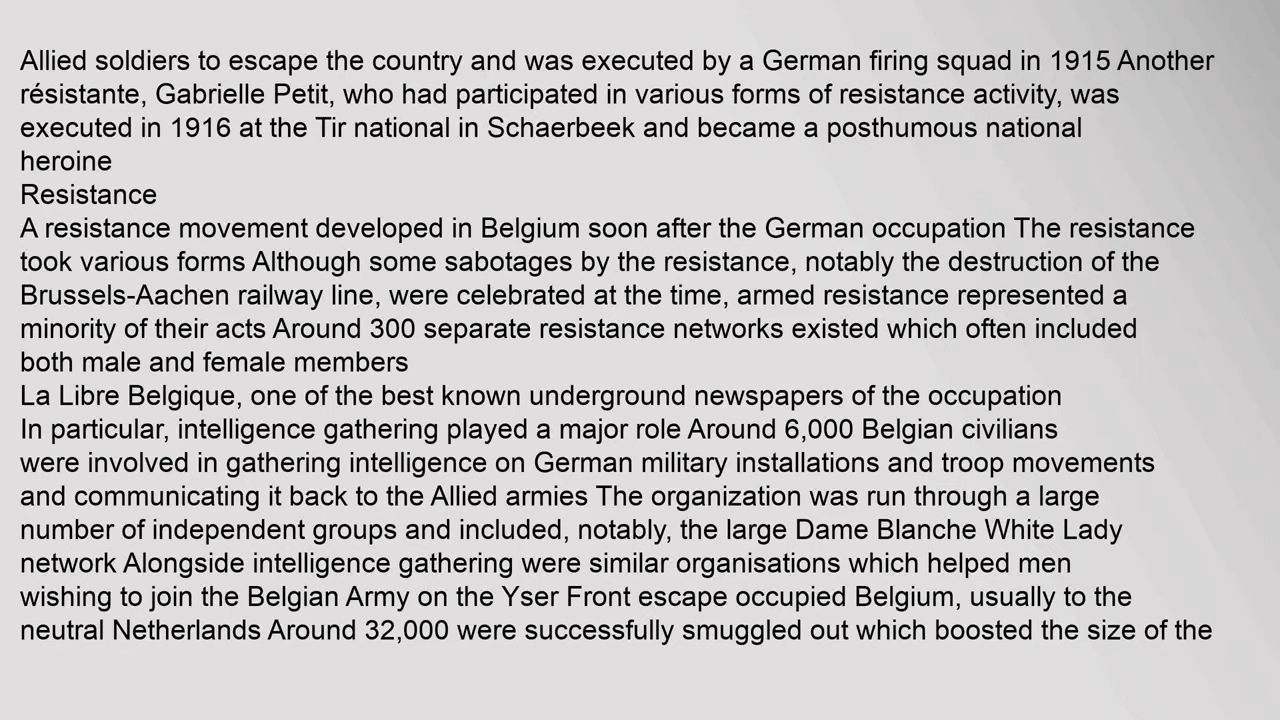 Allied soldiers to escape the country and was executed by a German firing squad in 1915 Another
résistante, Gabrielle Petit, who had participated in various forms of resistance activity, was
executed in 1916 at the Tir national in Schaerbeek and became a posthumous national
heroine
Resistance
A resistance movement developed in Belgium soon after the German occupation The resistance
took various forms Although some sabotages by the resistance, notably the destruction of the
Brussels-Aachen railway line, were celebrated at the time, armed resistance represented a
minority of their acts Around 300 separate resistance networks existed which often included
both male and female members
La Libre Belgique, one of the best known underground newspapers of the occupation
In particular, intelligence gathering played a major role Around 6,000 Belgian civilians
were involved in gathering intelligence on German military installations and troop movements
and communicating it back to the Allied armies The organization was run through a large
number of independent groups and included, notably, the large Dame Blanche White Lady
network Alongside intelligence gathering were similar organisations which helped men
wishing to join the Belgian Army on the Yser Front escape occupied Belgium, usually to the
neutral Netherlands Around 32,000 were successfully smuggled out which boosted the size of the